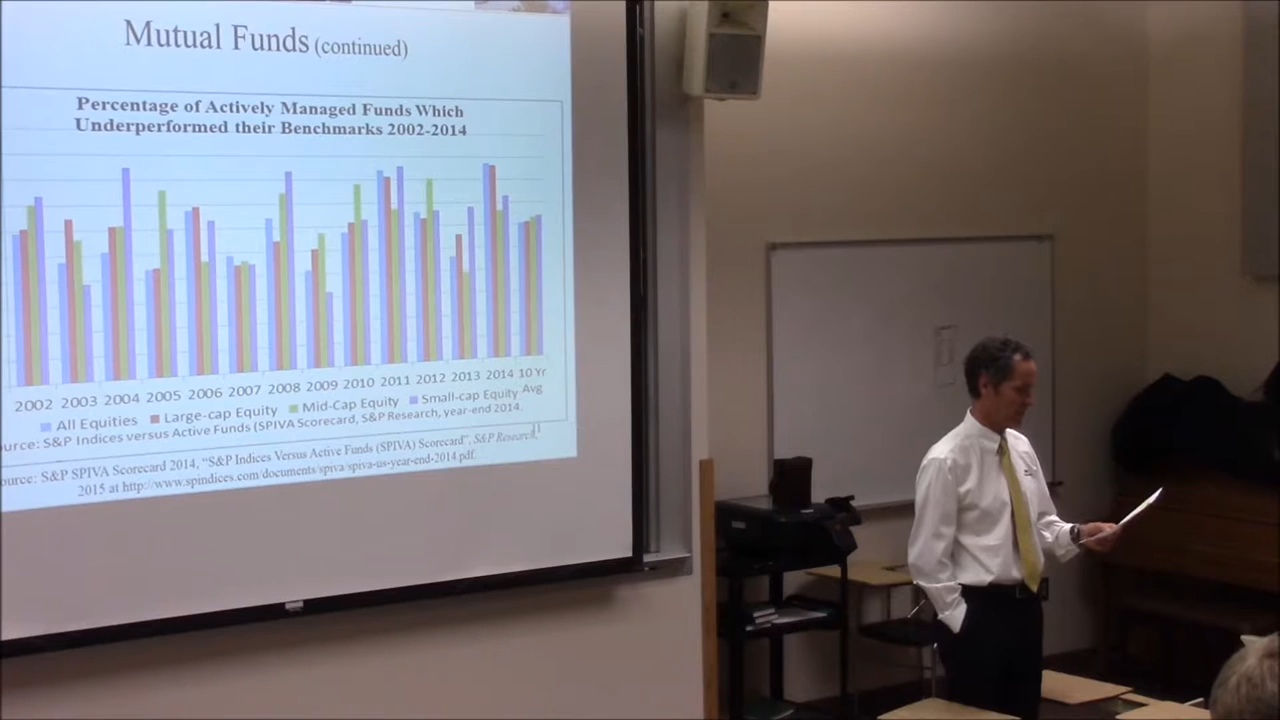 Mutual Funds (continued)
Percentage of Actively Managed Funds Which
Underperformed their Benchmarks 2002-2014
2002 2003 2004 2005 2006 2007 2008 2009 2010 2011 2012 2013 2014 10 Yr
Avg
All Equities Large-cap Equity Mid-Cap Equity Small-cap Equity
ource: S&P Indices versus Active Funds (SPIVA Scorecard, S&P Research, year-end 2014.
ource: S&P SPIVA Scorecard 2014, "S&P Indices Versus Active Funds (SPIVA) Scorecard", S&P Research,
2015 at http://www.spindices.com/documents/spiva/spiva-us-year-end-2014.pdf.